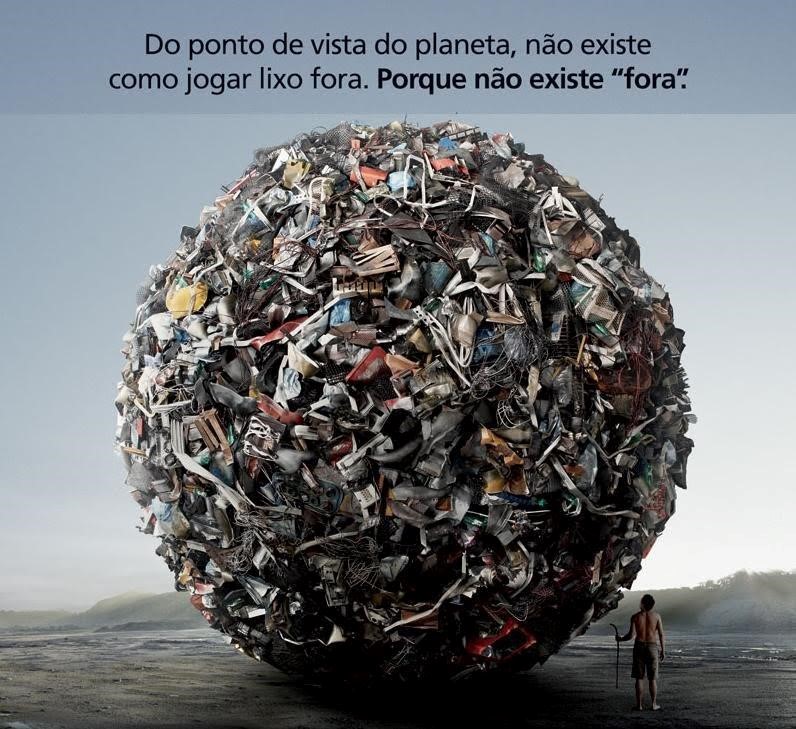 Do ponto de vista do planeta, não existe
como jogar lixo fora. Porque não existe “fora”.